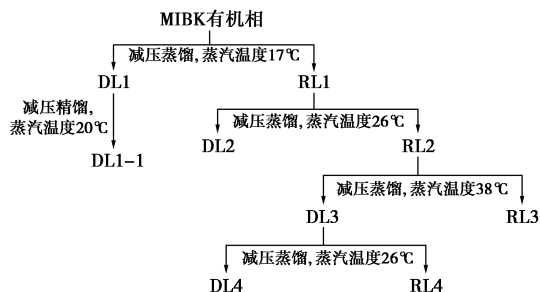 MIBK有机相
减压蒸馏,蒸汽温度17℃
DL1
RL1
减压精馏,
蒸汽温度20℃
减压蒸馏,蒸汽温度26℃
DL1-1
DL2
RL2
减压蒸馏,蒸汽温度38℃
DL3
RL3
减压蒸馏,蒸汽温度26℃
DL4
RL4